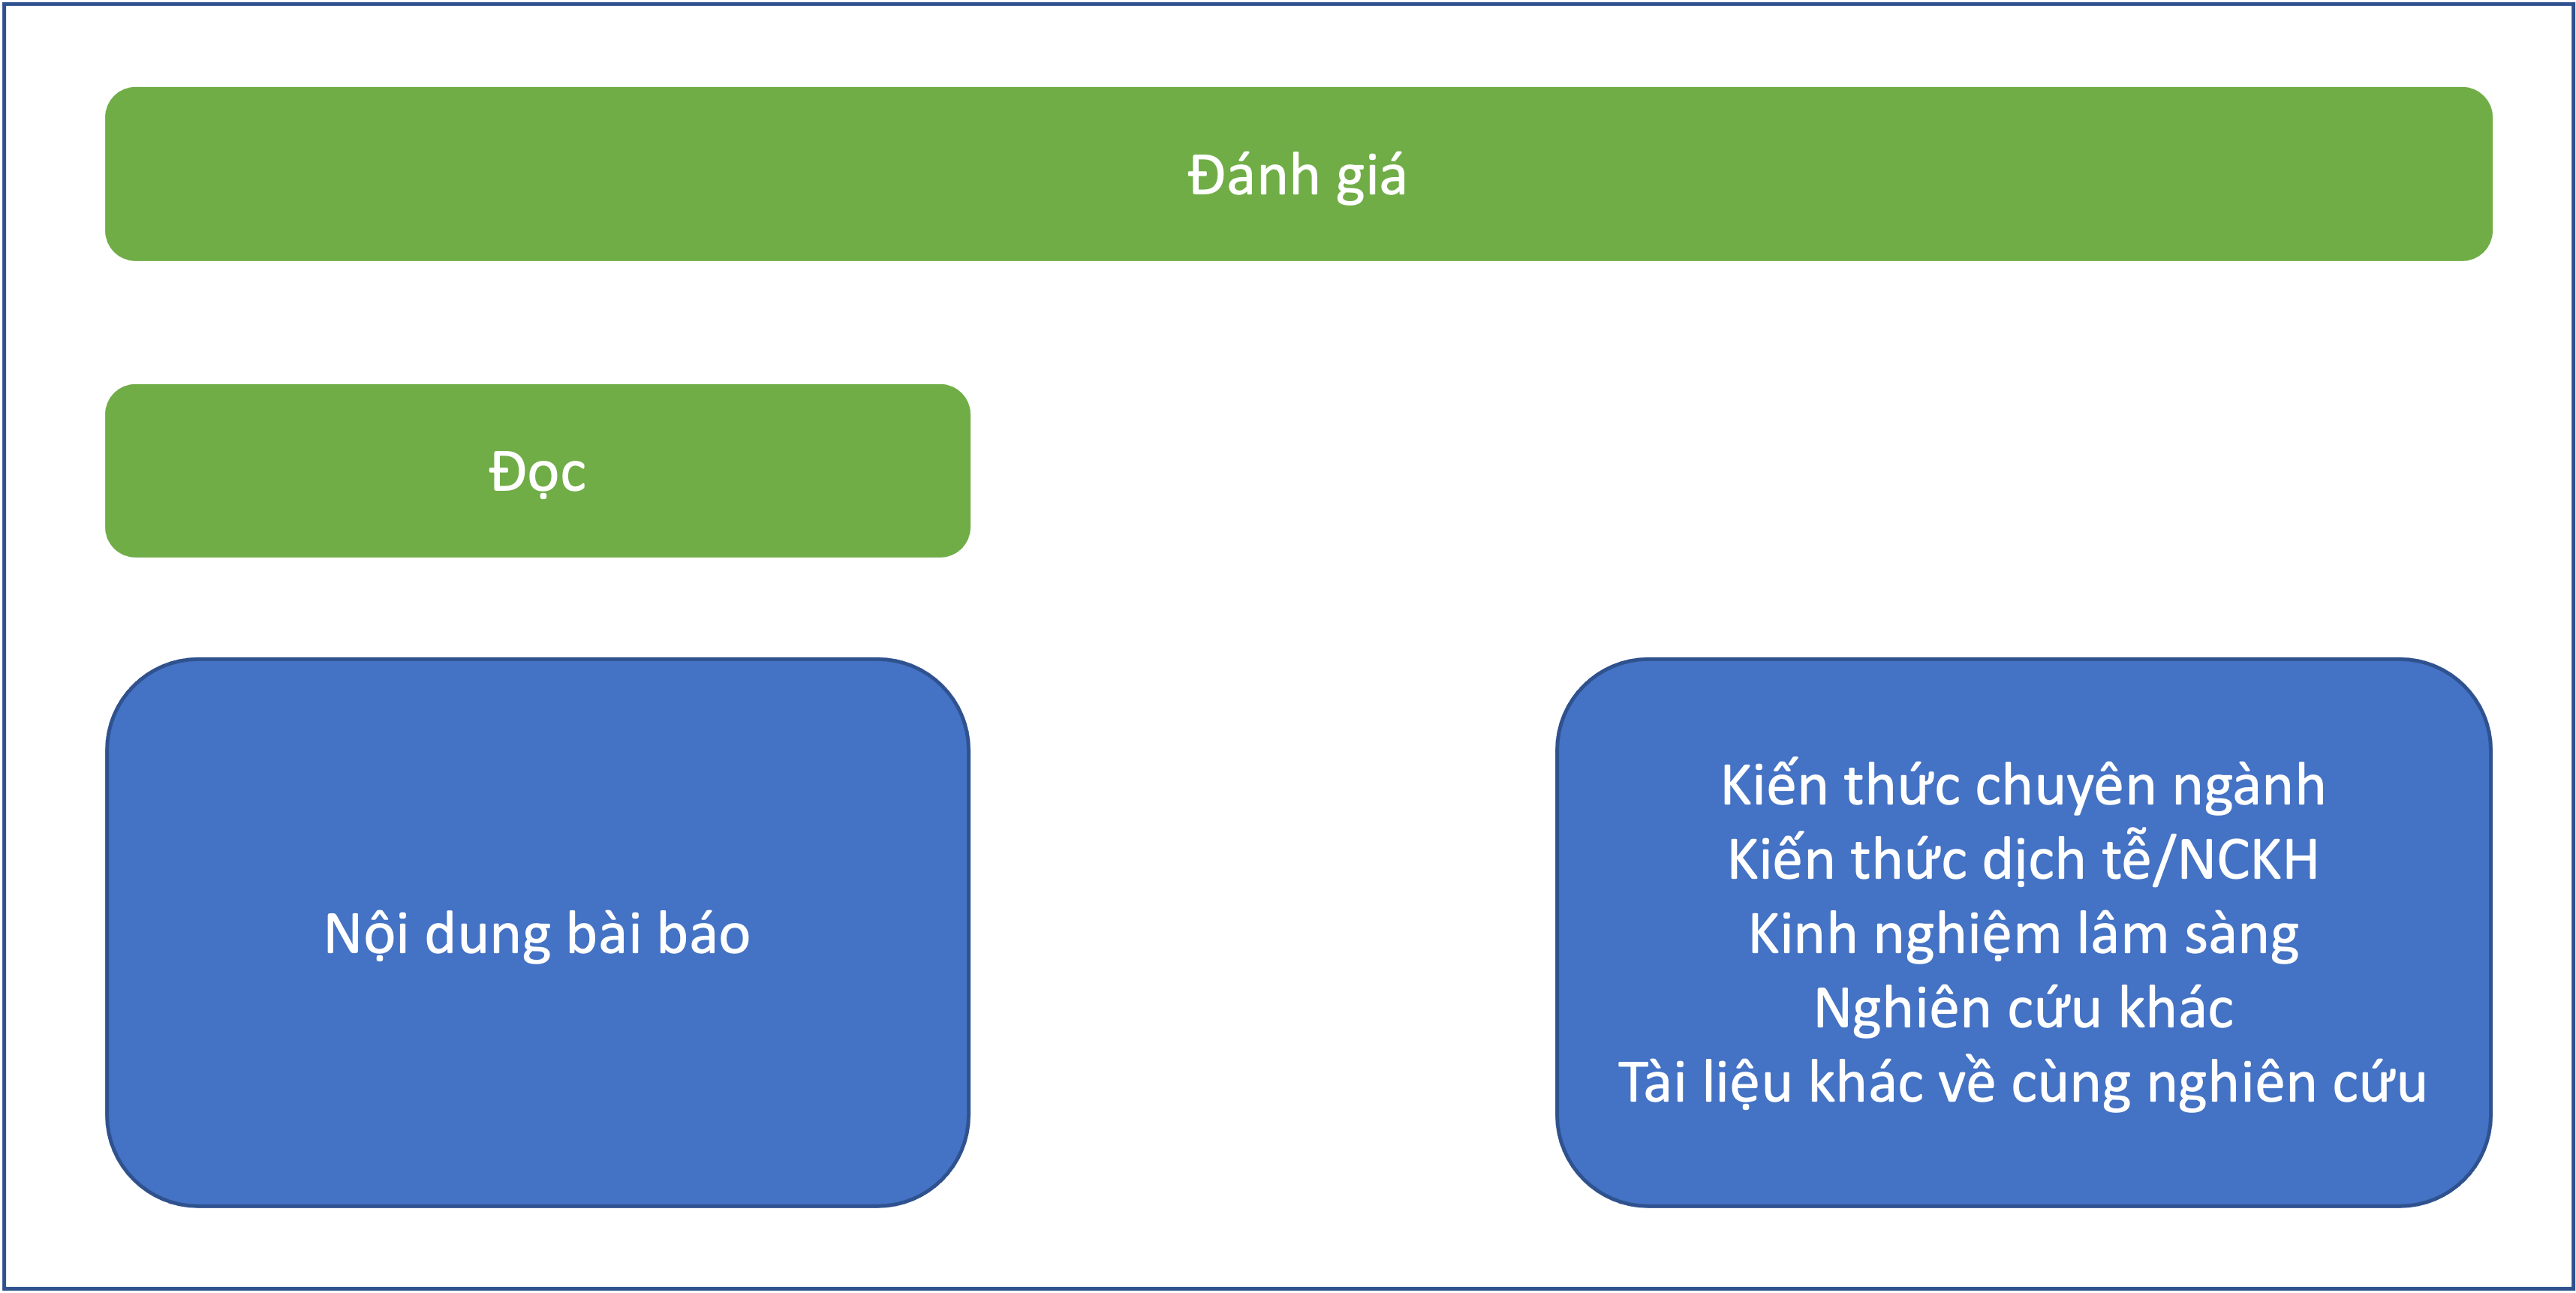 Đánh giá
Đọc
Nội dung bài báo
Kiến thức chuyên ngành
Kiến thức dịch tễ/NCKH
Kinh nghiệm lâm sàng
Nghiên cứu khác
Tài liệu khác về cùng nghiên cứu